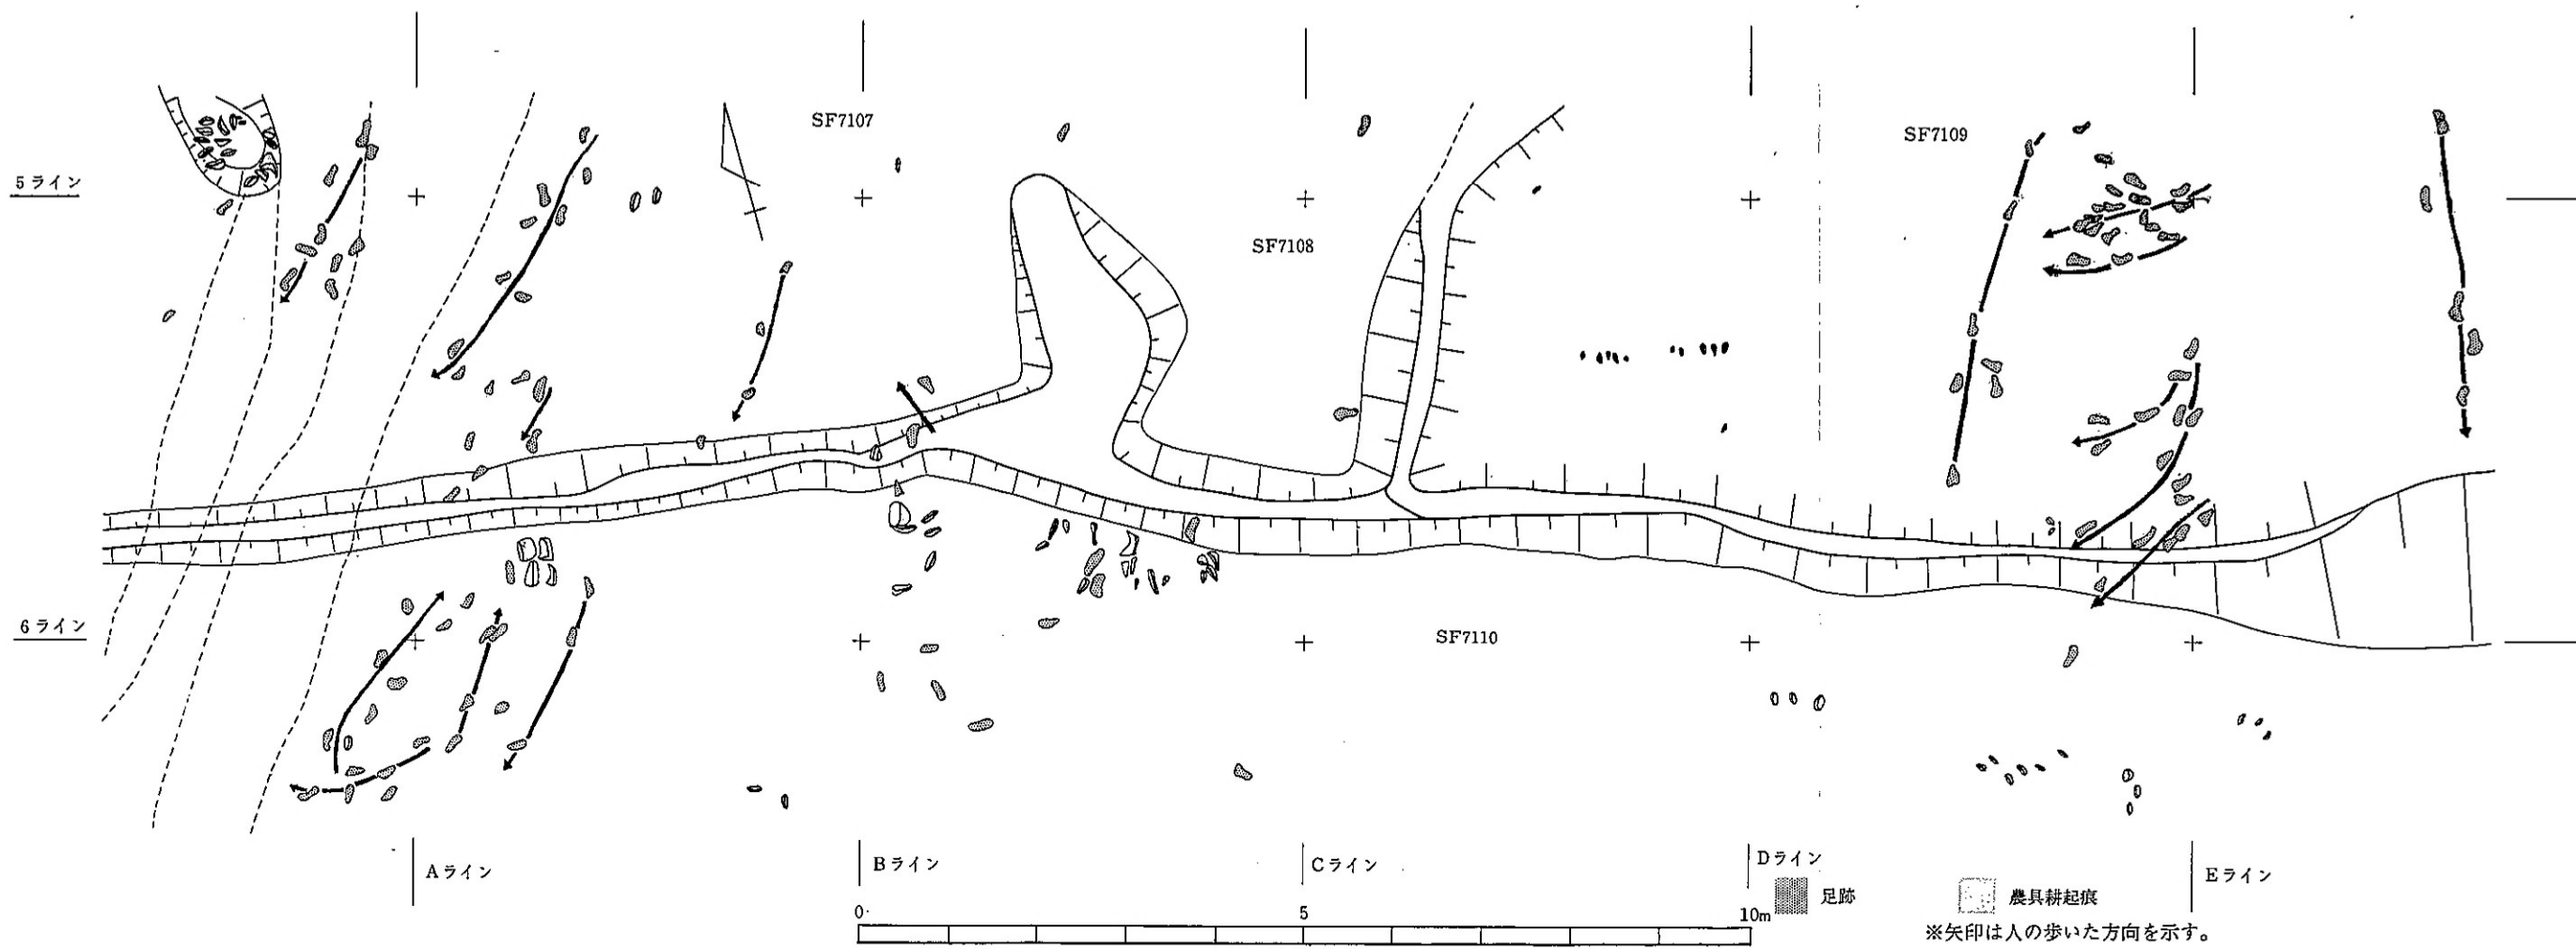 SF7107
SF7109
5ライン
SF7108
6ライン
SF7110
Aライン
Bライン
Cライン
Dライン
Eライン
足跡
農具耕起痕
0 5 10m
※矢印は人の歩いた方向を示す。